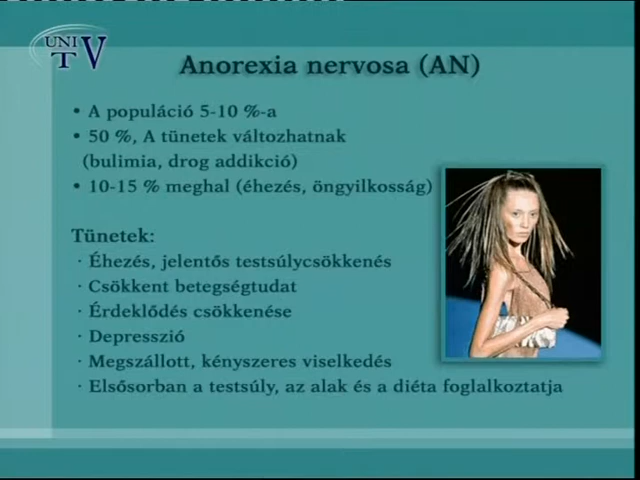 UNI
TV
Anorexia nervosa (AN)
• A populáció 5-10 %-a
• 50 %, A tünetek változhatnak
(bulimia, drog addikció)
• 10-15 % meghal (éhezés, öngyilkosság)
Tünetek:
· Éhezés, jelentős testsúlycsökkenés
· Csökkent betegségtudat
· Érdeklődés csökkenése
· Depresszió
· Megszállott, kényszeres viselkedés
· Elsősorban a testsúly, az alak és a diéta foglalkoztatja